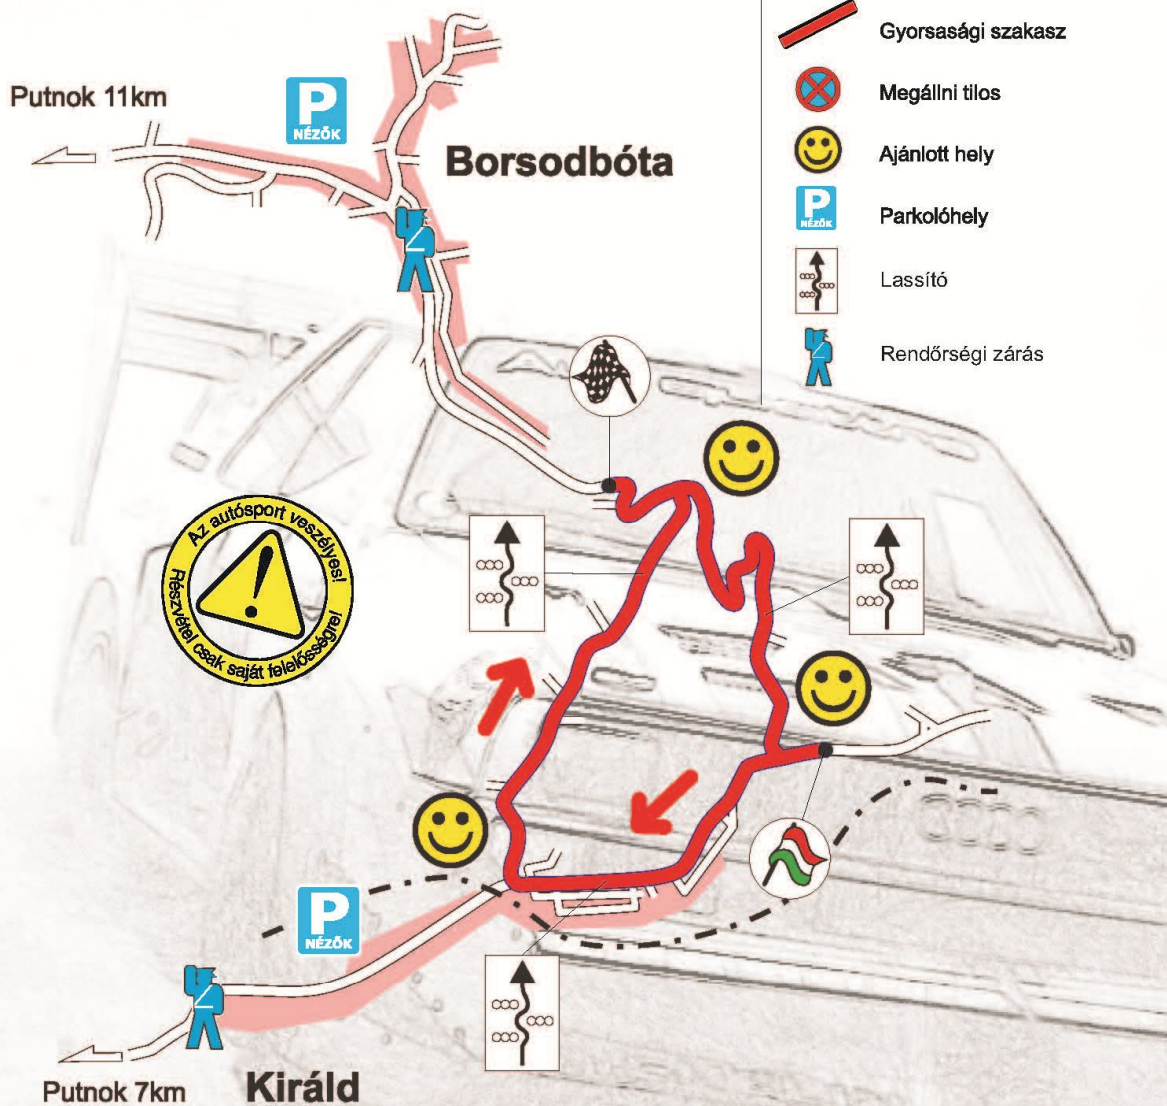 Gyorsasági szakasz
Megállni tilos
Ajánlott hely
P
NÉZŐK
Parkolóhely
Lassító
Rendőrségi zárás
Putnok 11km
P
NÉZŐK
Borsodbóta
Az autósport veszélyes!
Részvétel csak saját felelősségre!
P
NÉZŐK
Putnok 7km
Királd